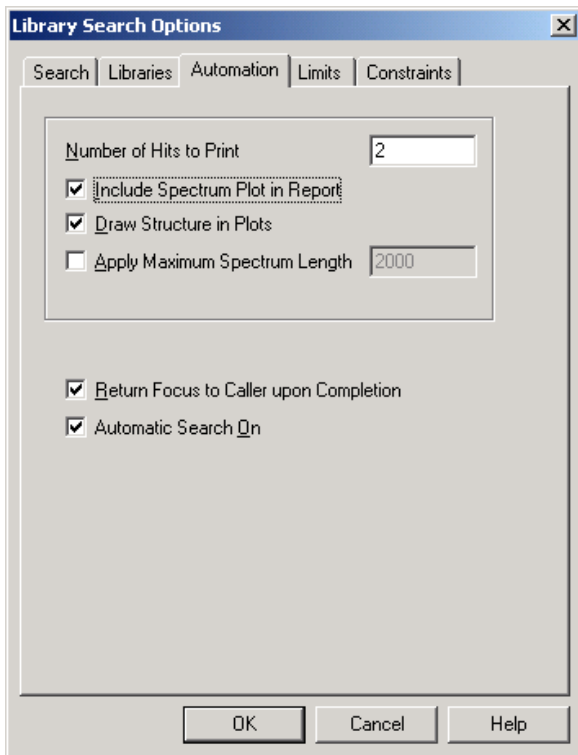 Library Search Options
Search Libraries Automation Limits Constraints
Number of Hits to Print 2
Include Spectrum Plot in Report
Draw Structure in Plots
Apply Maximum Spectrum Length 2000
Return Focus to Caller upon Completion
Automatic Search On
OK Cancel Help